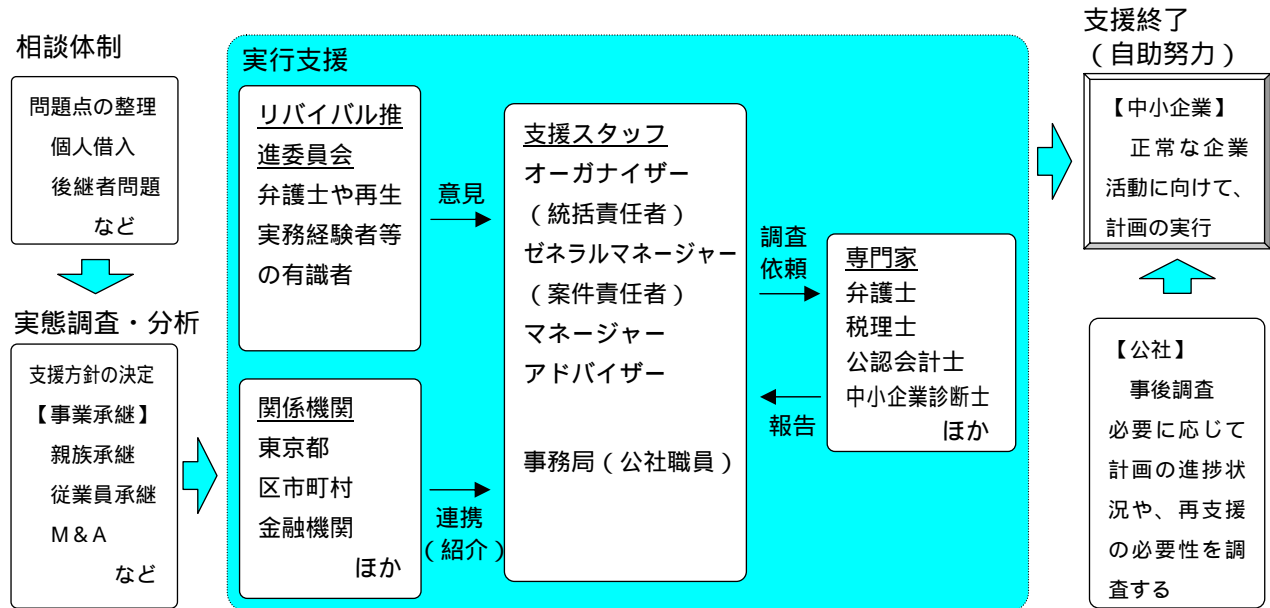 相談体制
問題点の整理
個人借入
後継者問題
など
実態調査・分析
支援方針の決定
【事業承継】
親族承継
従業員承継
M&A
など
実行支援
リバイバル推
進委員会
弁護士や再生
実務経験者等
の有識者
意見
関係機関
東京都
区市町村
金融機関
ほか
連携
(紹介)
支援スタッフ
オーガナイザー
(統括責任者)
ゼネラルマネージャー
(案件責任者)
マネージャー
アドバイザー
事務局(公社職員)
調査
依頼
報告
専門家
弁護士
税理士
公認会計士
中小企業診断士
ほか
支援終了
(自助努力)
【中小企業】
正常な企業
活動に向けて、
計画の実行
【公社】
事後調査
必要に応じて
計画の進捗状
況や、再支援
の必要性を調
査する